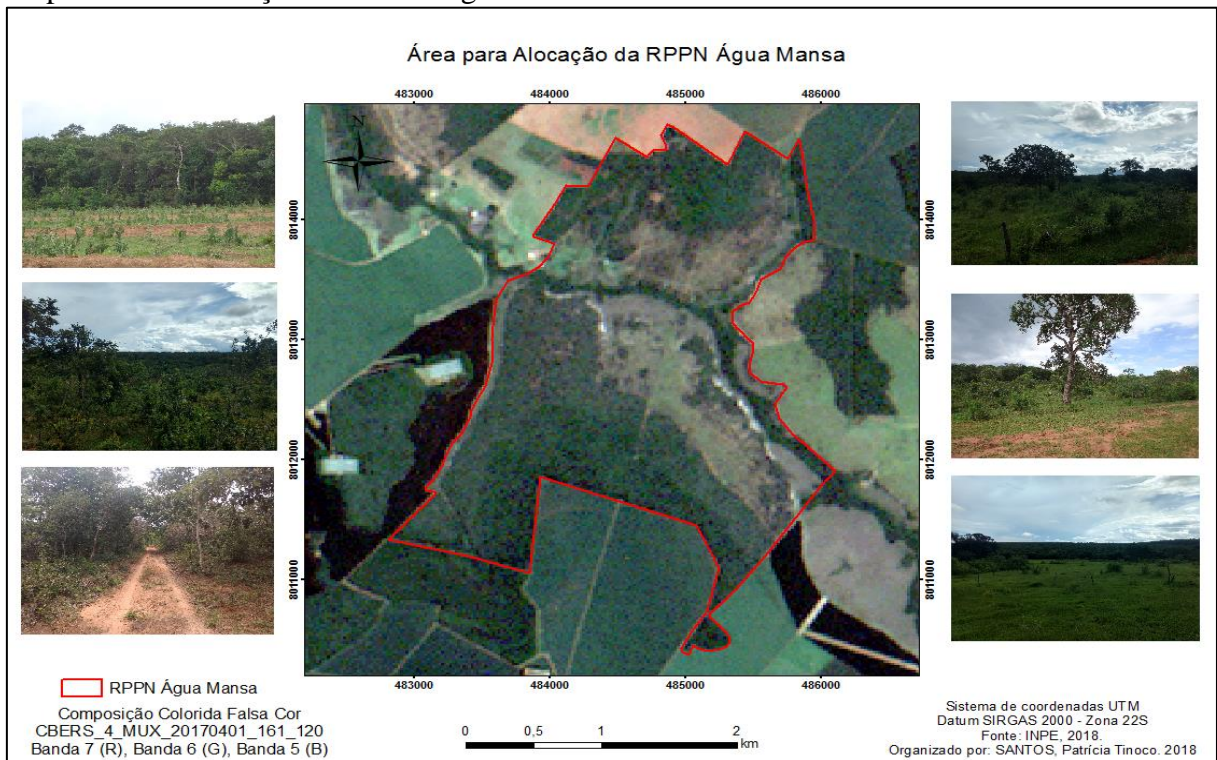 Área para Alocação da RPPN Água Mansa
483000 484000 485000 486000
N
8014000 8014000
8013000 8013000
8012000 8012000
8011000 8011000
483000 484000 485000 486000
RPPN Água Mansa
Composição Colorida Falsa Cor
CBERS_4_MUX_20170401_161_120
Banda 7 (R), Banda 6 (G), Banda 5 (B)
0 0,5 1 2
km
Sistema de coordenadas UTM
Datum SIRGAS 2000 - Zona 22S
Fonte: INPE, 2018.
Organizado por: SANTOS, Patrícia Tinoco. 2018